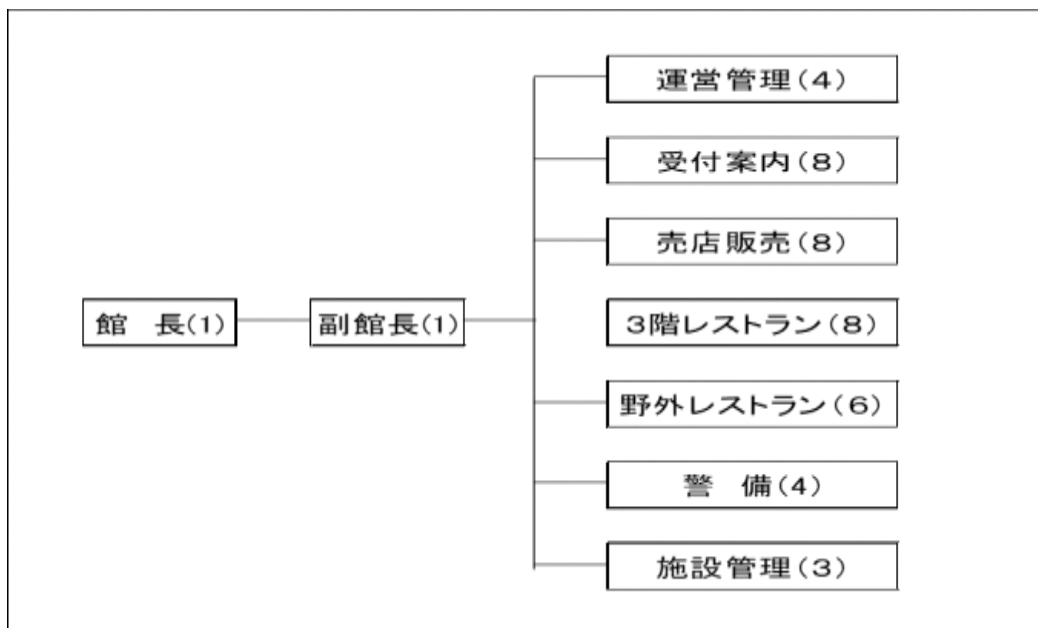 館　長(1)
副館長(1)
運営管理(4)
受付案内(8)
売店販売(8)
3階レストラン(8)
野外レストラン(6)
警　備(4)
施設管理(3)